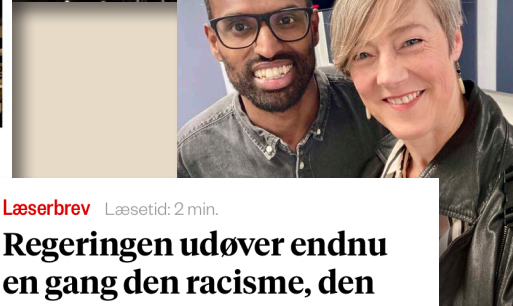 Læserbrev Læsetid: 2 min.
Regeringen udøver endnu
en gang den racisme, den